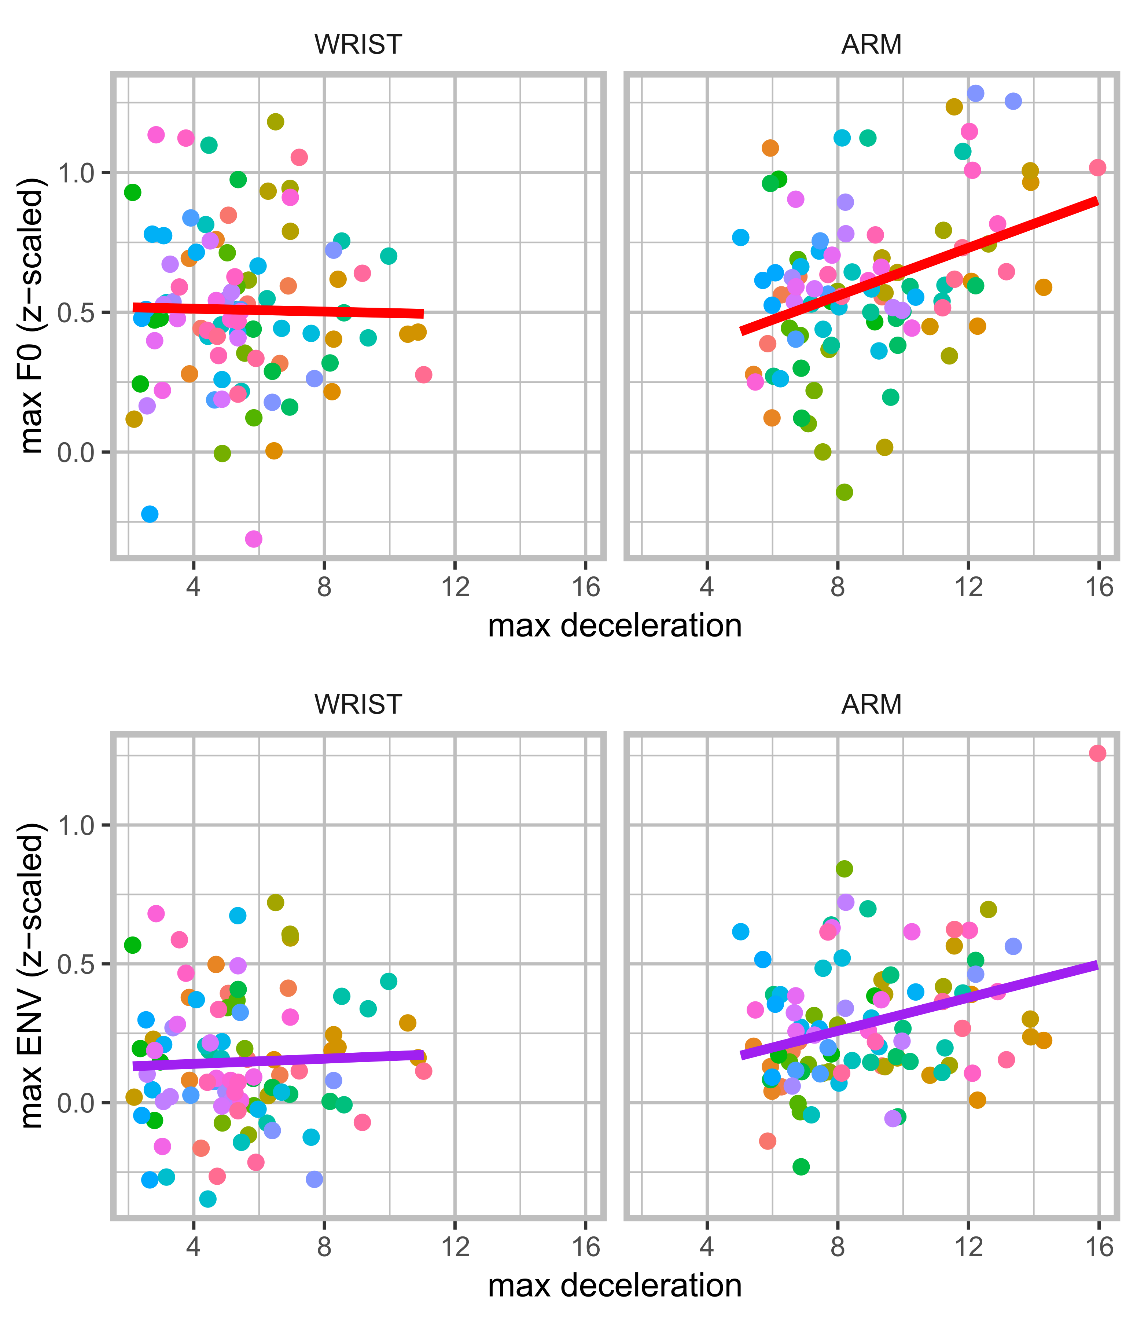 WRIST ARM
max F0 (z−scaled)
1.0
0.5
0.0
4 8 12 16 4 8 12 16
max deceleration
WRIST ARM
max ENV (z−scaled)
1.0
0.5
0.0
4 8 12 16 4 8 12 16
max deceleration